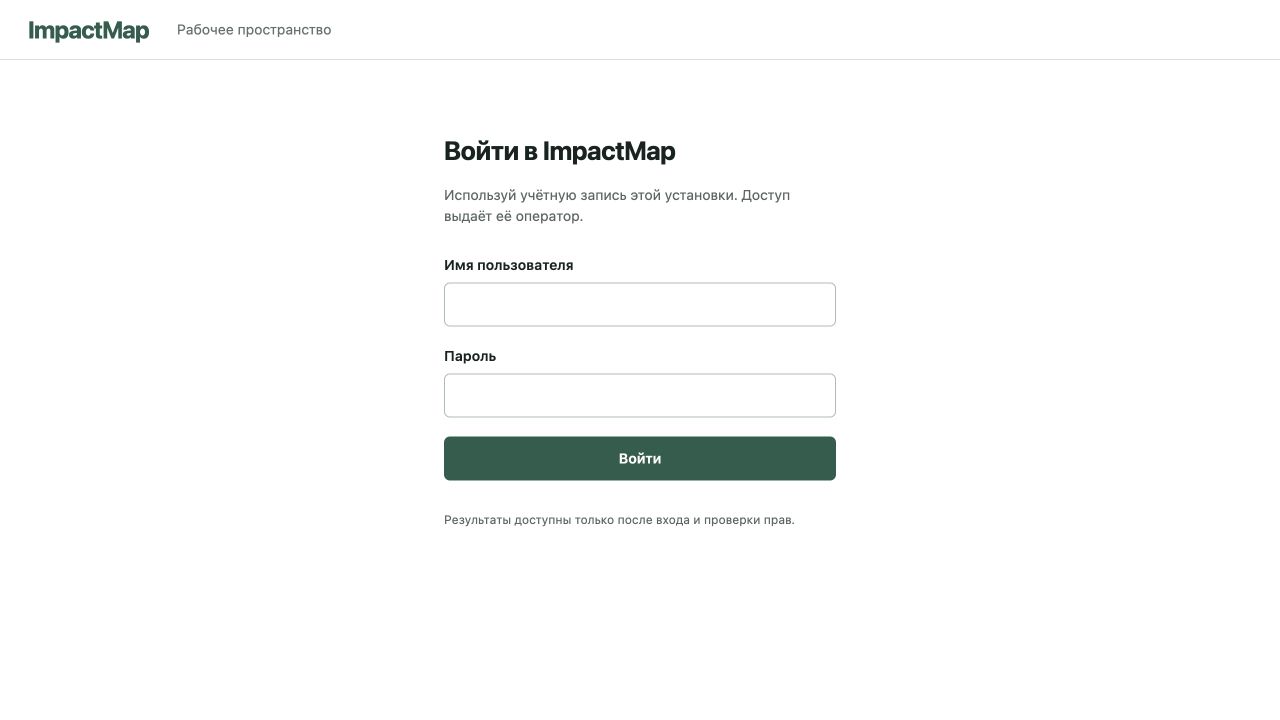 ImpactMap
Рабочее пространство
Войти в ImpactMap
Используй учётную запись этой установки. Доступ
выдаёт её оператор.
Имя пользователя
Пароль
Войти
Результаты доступны только после входа и проверки прав.